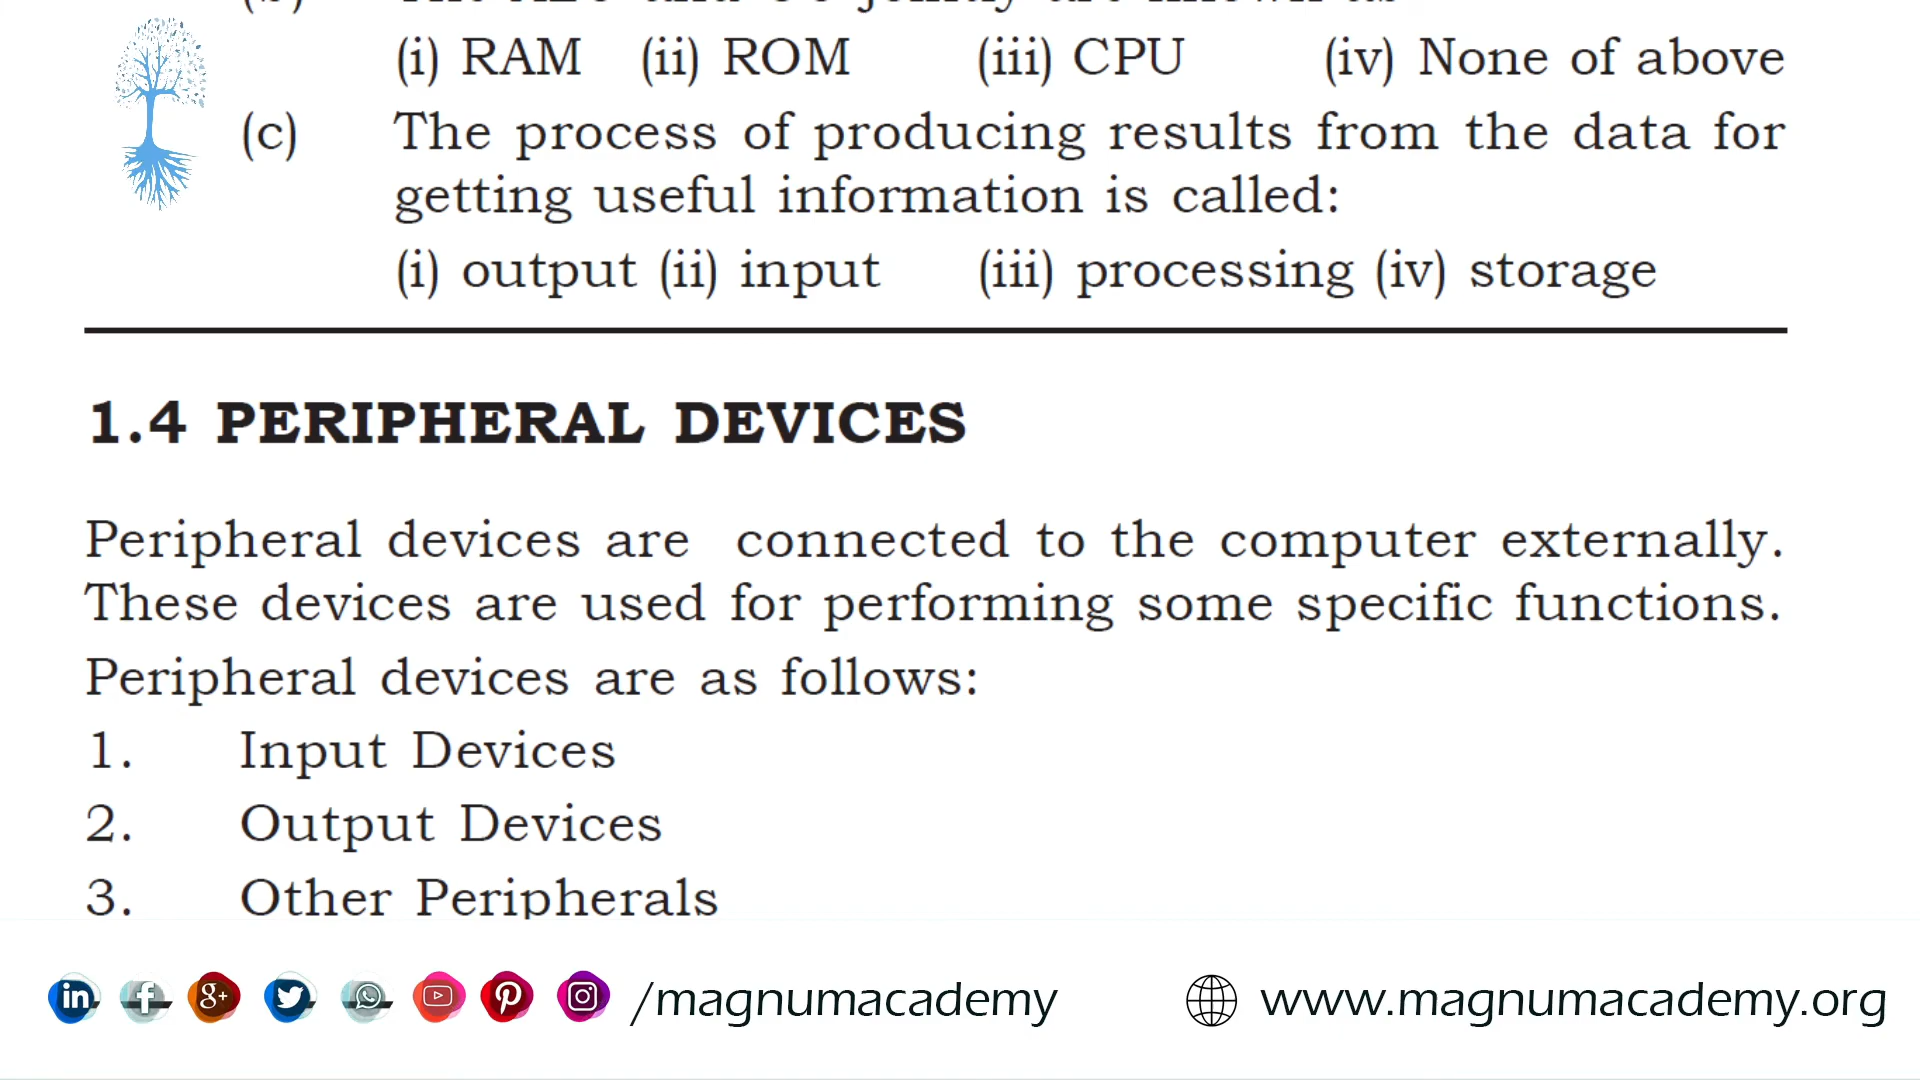 (i) RAM (ii) ROM (iii) CPU (iv) None of above
(c) The process of producing results from the data for
getting useful information is called:
(i) output (ii) input (iii) processing (iv) storage
1.4 PERIPHERAL DEVICES
Peripheral devices are connected to the computer externally.
These devices are used for performing some specific functions.
Peripheral devices are as follows:
1. Input Devices
2. Output Devices
3. Other Peripherals
in f g+ /magnumacademy www.magnumacademy.org